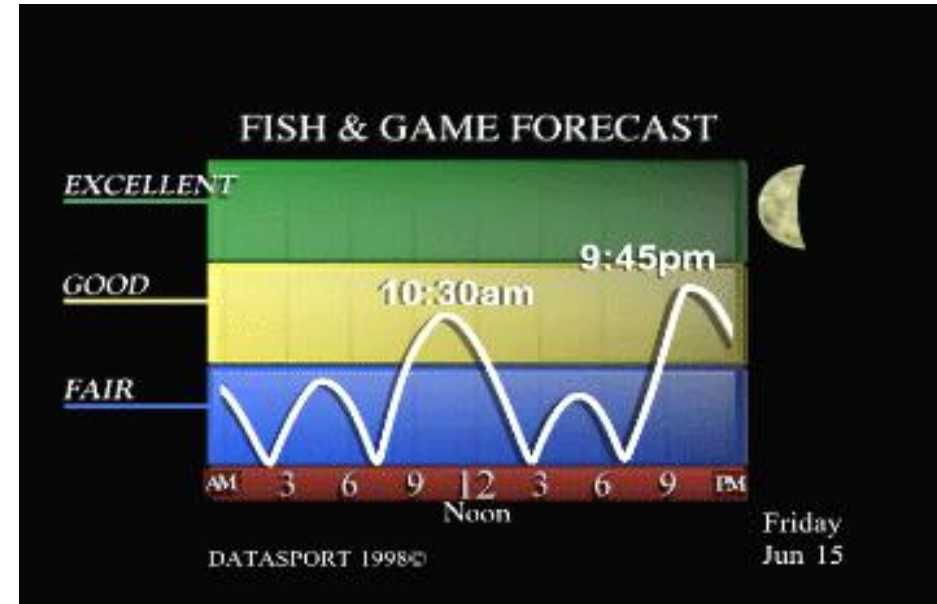 FISH & GAME FORECAST
EXCELLENT
9:45pm
GOOD
10:30am
FAIR
AM 3 6 9 12 3 6 9 PM
Noon
Friday
Jun 15
DATASPORT 1998©